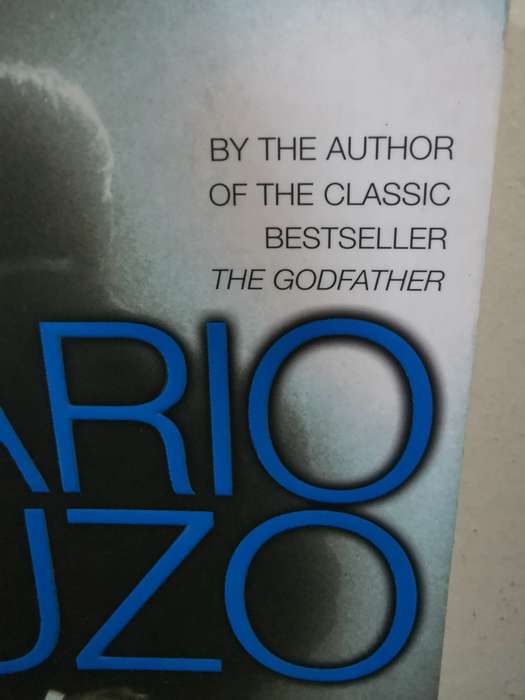 BY THE AUTHOR
OF THE CLASSIC
BESTSELLER
THE GODFATHER
ARIO
UZO